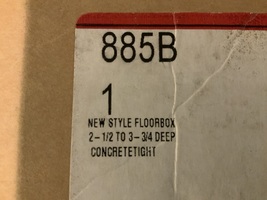 885B
1
NEW STYLE FLOORBOX
2-1/2 TO 3-3/4 DEEP
CONCRETETIGHT